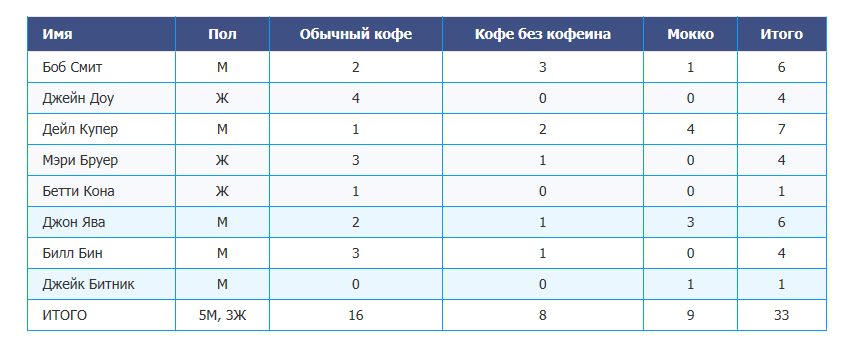 Имя Пол Обычный кофе Кофе без кофеина Мокко Итого
Боб Смит М 2 3 1 6
Джейн Доу Ж 4 0 0 4
Дейл Купер М 1 2 4 7
Мэри Бруер Ж 3 1 0 4
Бетти Кона Ж 1 0 0 1
Джон Ява М 2 1 3 6
Билл Бин М 3 1 0 4
Джейк Битник М 0 0 1 1
ИТОГО 5М, 3Ж 16 8 9 33